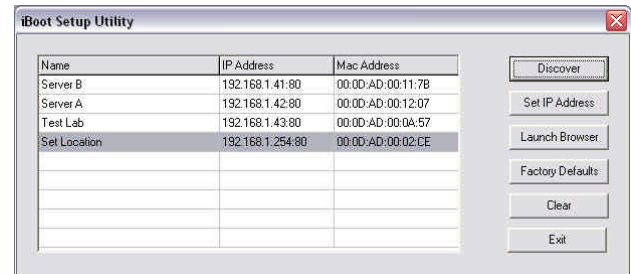 iBoot Setup Utility
Name IP Address Mac Address
Server B 192.168.1.41:80 00:0D:AD:00:11:7B
Server A 192.168.1.42:80 00:0D:AD:00:12:07
Test Lab 192.168.1.43:80 00:0D:AD:00:0A:57
Set Location 192.168.1.254:80 00:0D:AD:00:02:CE
Discover
Set IP Address
Launch Browser
Factory Defaults
Clear
Exit